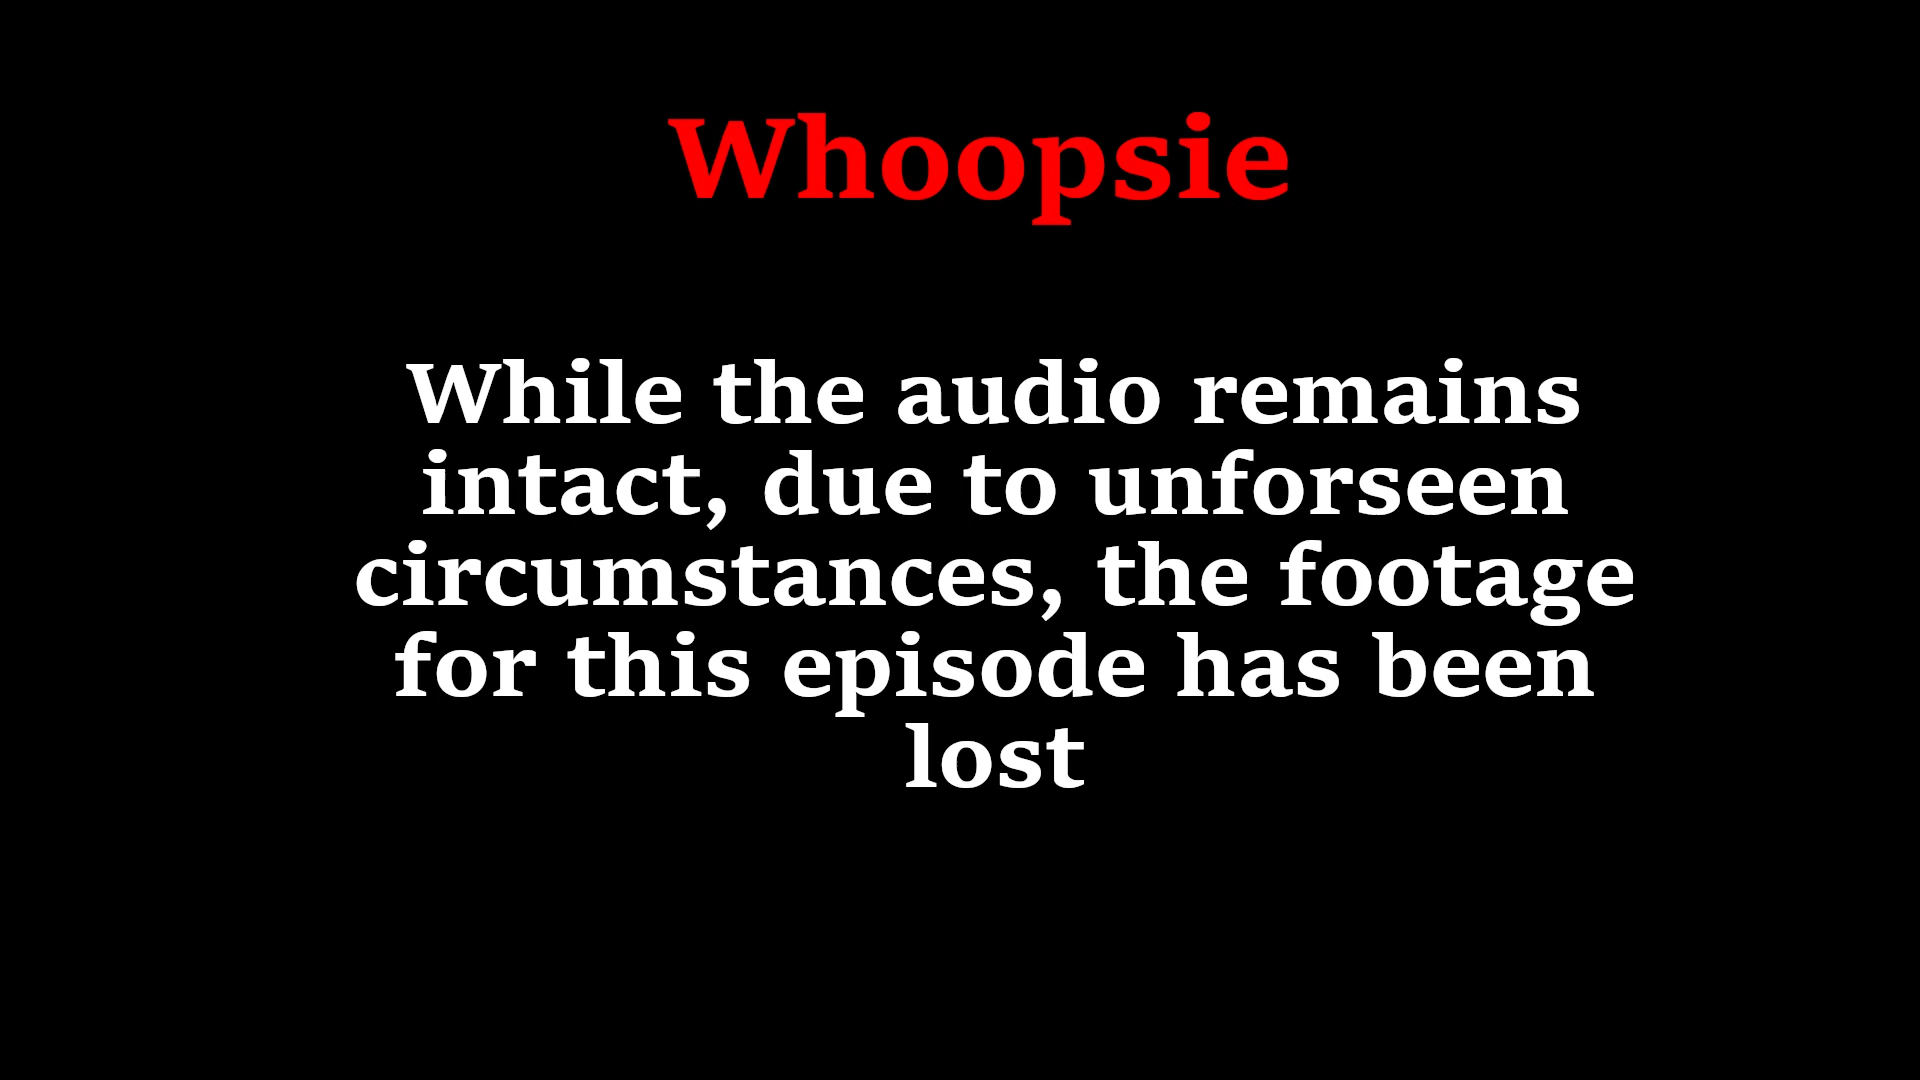 Whoopsie
While the audio remains
intact, due to unforseen
circumstances, the footage
for this episode has been
lost